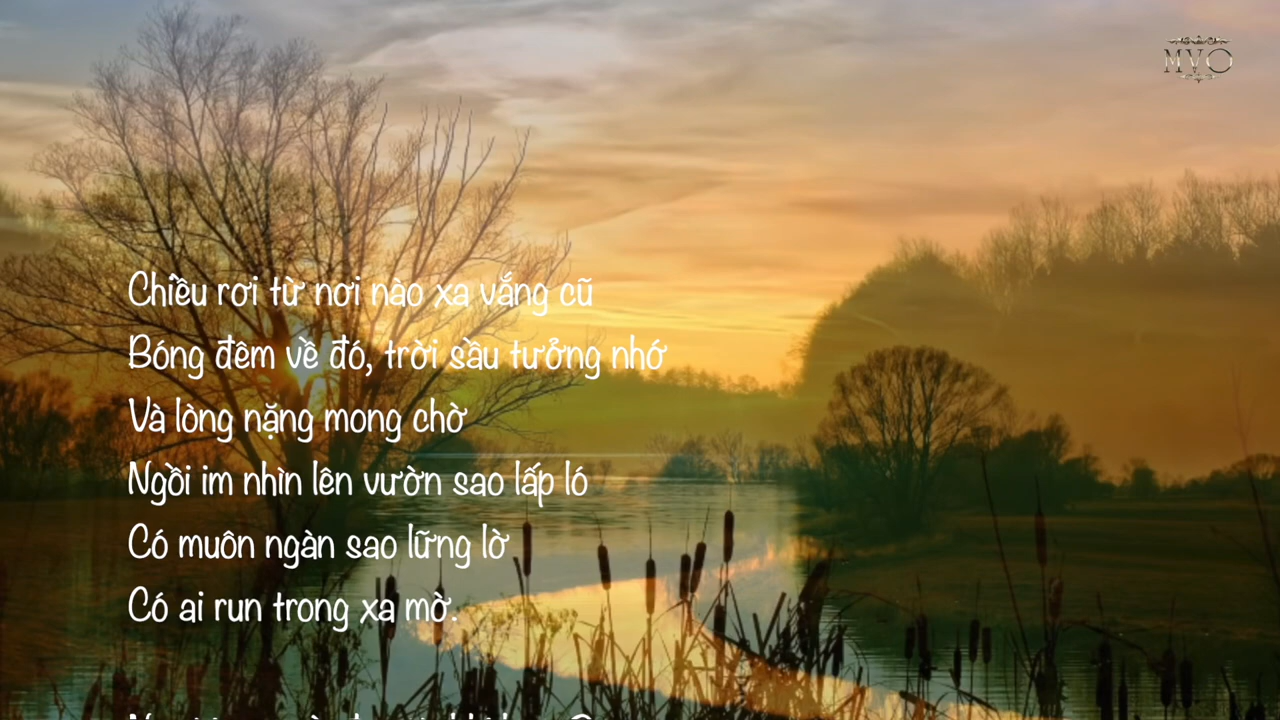 MVO
Chiều rơi từ nơi nào xa vắng cũ
Bóng đêm về đó, trời sầu tưởng nhớ
Và lòng nặng mong chờ
Ngồi im nhìn lên vườn sao lấp ló
Có muôn ngàn sao lững lờ
Có ai run trong xa mờ.